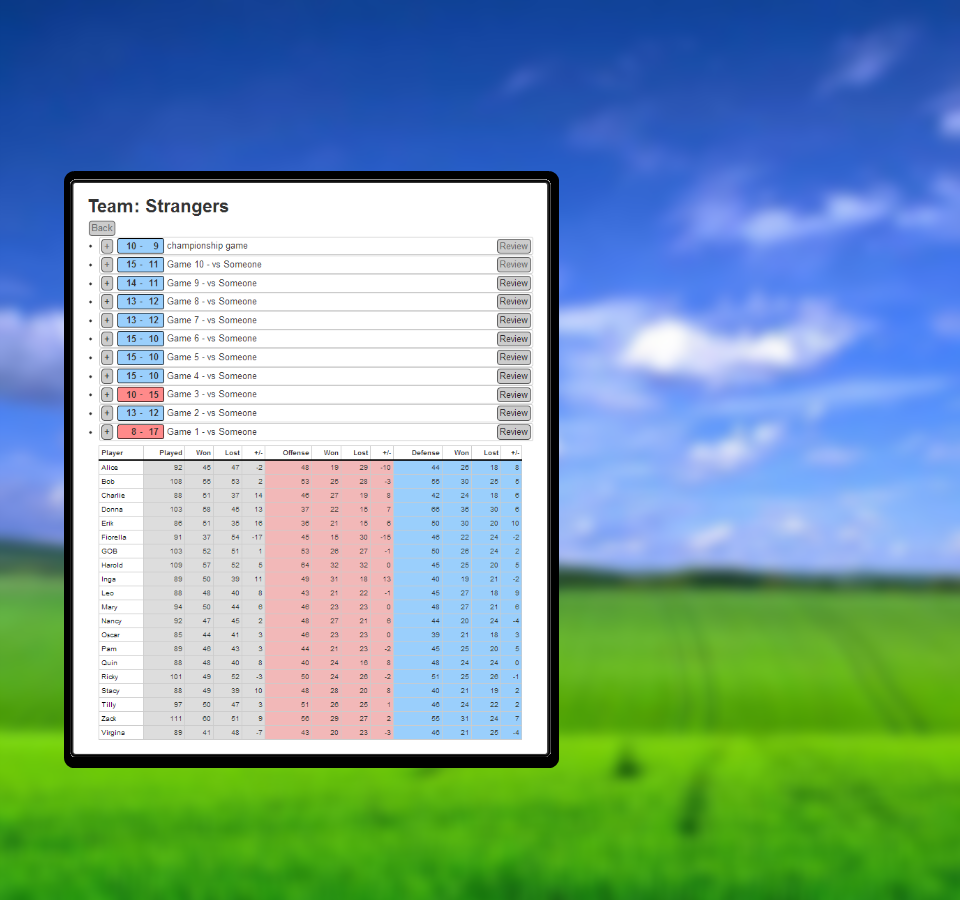 Team: Strangers
Back
+ 10 - 9 championship game Review
+ 15 - 11 Game 10 - vs Someone Review
+ 14 - 11 Game 9 - vs Someone Review
+ 13 - 12 Game 8 - vs Someone Review
+ 13 - 12 Game 7 - vs Someone Review
+ 15 - 10 Game 6 - vs Someone Review
+ 15 - 10 Game 5 - vs Someone Review
+ 15 - 10 Game 4 - vs Someone Review
+ 10 - 15 Game 3 - vs Someone Review
+ 13 - 12 Game 2 - vs Someone Review
+ 8 - 17 Game 1 - vs Someone Review
Player Played Won Lost +/- Offense Won Lost +/- Defense Won Lost +/-
Alice 92 45 47 -2 48 19 29 -10 44 26 18 8
Bob 108 55 53 2 53 25 28 -3 55 30 25 5
Charlie 88 51 37 14 46 27 19 8 42 24 18 6
Donna 103 58 45 13 37 22 15 7 66 36 30 6
Erik 86 51 35 16 36 21 15 6 50 30 20 10
Fiorella 91 37 54 -17 45 15 30 -15 46 22 24 -2
GOB 103 52 51 1 53 26 27 -1 50 26 24 2
Harold 109 57 52 5 64 32 32 0 45 25 20 5
Inga 89 50 39 11 49 31 18 13 40 19 21 -2
Leo 88 48 40 8 43 21 22 -1 45 27 18 9
Mary 94 50 44 6 46 23 23 0 48 27 21 6
Nancy 92 47 45 2 48 27 21 6 44 20 24 -4
Oscar 85 44 41 3 46 23 23 0 39 21 18 3
Pam 89 46 43 3 44 21 23 -2 45 25 20 5
Quin 88 48 40 8 40 24 16 8 48 24 24 0
Ricky 101 49 52 -3 50 24 26 -2 51 25 26 -1
Stacy 88 49 39 10 48 28 20 8 40 21 19 2
Tilly 97 50 47 3 51 26 25 1 46 24 22 2
Zack 111 60 51 9 56 29 27 2 55 31 24 7
Virgina 89 41 48 -7 43 20 23 -3 46 21 25 -4